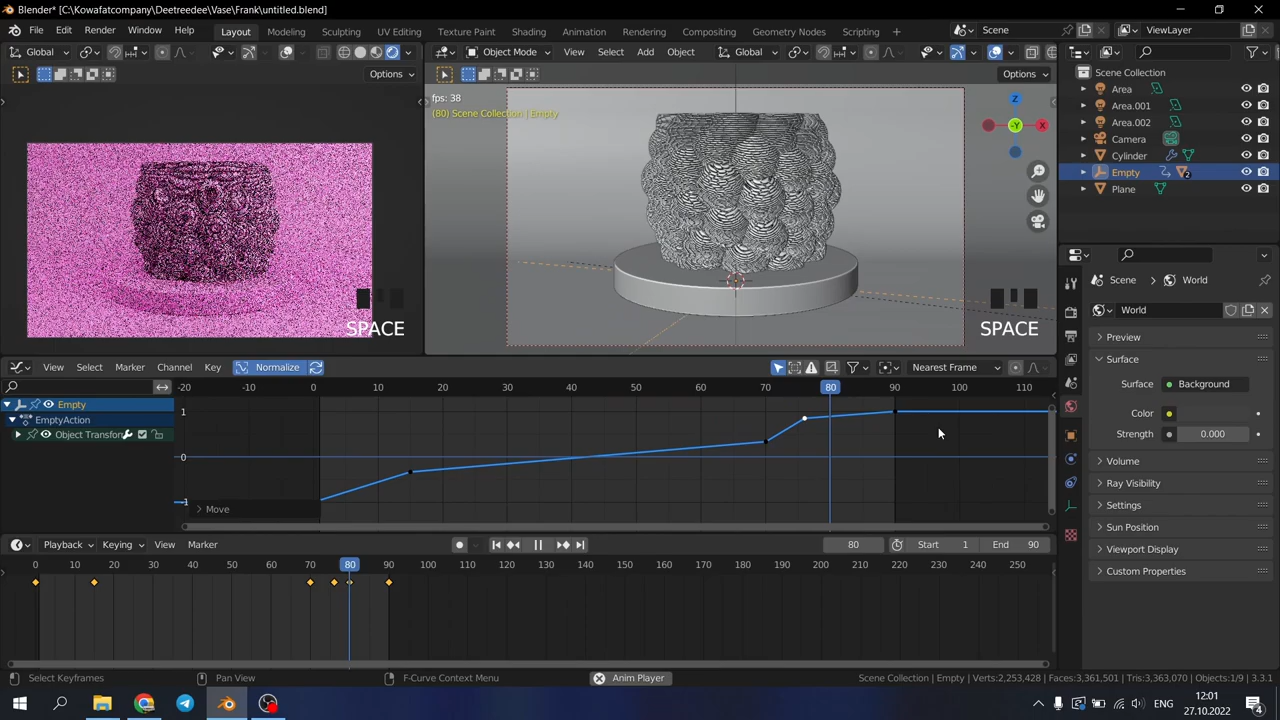 Blender* [C:\Kowafatcompany\Deetreedee\Vase\Frank\untitled.blend]
File Edit Render Window Help Layout Modeling Sculpting UV Editing Texture Paint Shading Animation Rendering Compositing Geometry Nodes Scripting + Scene ViewLayer
Global Object Mode View Select Add Object Global
Options Options
fps: 38
(80) Scene Collection | Empty
Z
-Y
X
SPACE SPACE
Scene Collection
Area
Area.001
Area.002
Camera
Cylinder
Empty
2
Plane
Scene World
World
Preview
Surface
Surface Background
Color
Strength 0.000
Volume
Ray Visibility
Settings
Sun Position
Viewport Display
Custom Properties
View Select Marker Channel Key Normalize Nearest Frame
-20 -10 0 10 20 30 40 50 60 70 80 90 100 110
Empty
EmptyAction
Object Transform
1
0
-1
Move
Playback Keying View Marker 80 Start 1 End 90
0 10 20 30 40 50 60 70 80 90 100 110 120 130 140 150 160 170 180 190 200 210 220 230 240 250
Select Keyframes Pan View F-Curve Context Menu Anim Player Scene Collection | Empty | Verts:2,253,428 | Faces:3,361,501 | Tris:3,363,070 | Objects:1/9 | 3.3.1
ENG 12:01
27.10.2022
4